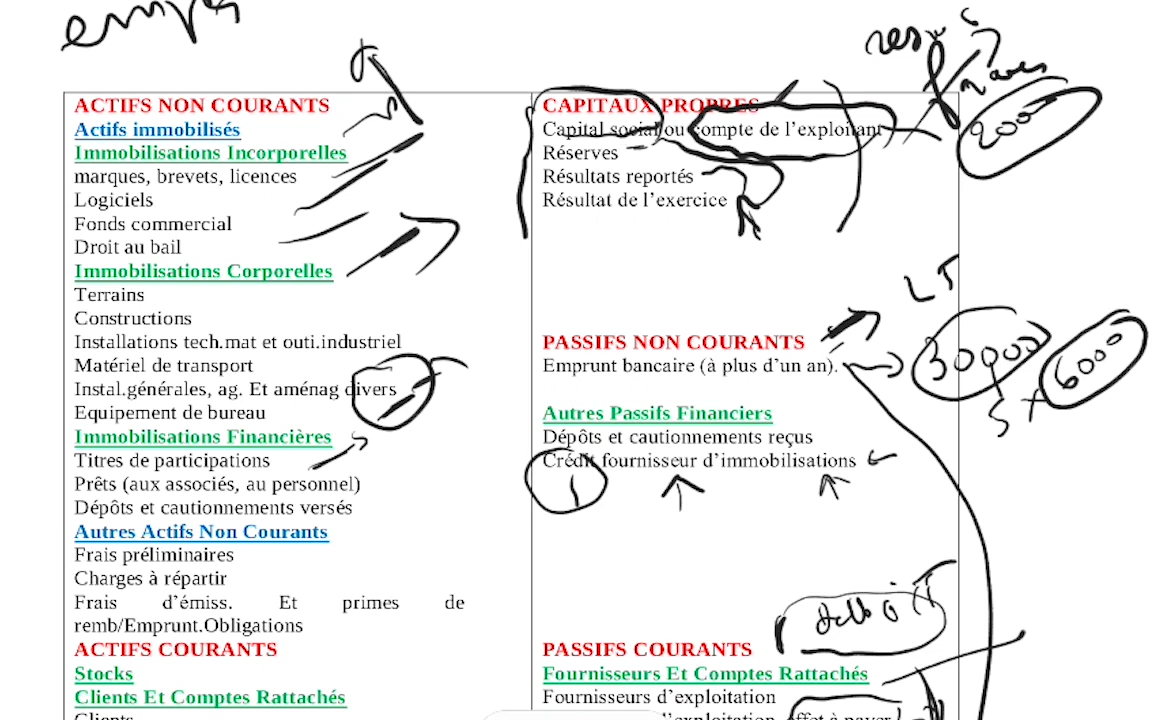 ACTIFS NON COURANTS
Actifs immobilisés
Immobilisations Incorporelles
marques, brevets, licences
Logiciels
Fonds commercial
Droit au bail
Immobilisations Corporelles
Terrains
Constructions
Installations tech.mat et outi.industriel
Matériel de transport
Instal.générales, ag. Et aménag divers
Equipement de bureau
Immobilisations Financières
Titres de participations
Prêts (aux associés, au personnel)
Dépôts et cautionnements versés
Autres Actifs Non Courants
Frais préliminaires
Charges à répartir
Frais d'émiss. Et primes de
remb/Emprunt.Obligations
ACTIFS COURANTS
Stocks
Clients Et Comptes Rattachés
Clients
CAPITAUX PROPRES
Capital social ou compte de l'exploitant
Réserves
Résultats reportés
Résultat de l'exercice
2000
LT
PASSIFS NON COURANTS
Emprunt bancaire (à plus d'un an).
30000
6000
5
Autres Passifs Financiers
Dépôts et cautionnements reçus
Crédit fournisseur d'immobilisations
PASSIFS COURANTS
Fournisseurs Et Comptes Rattachés
Fournisseurs d'exploitation
d'exploitation, effet à payer